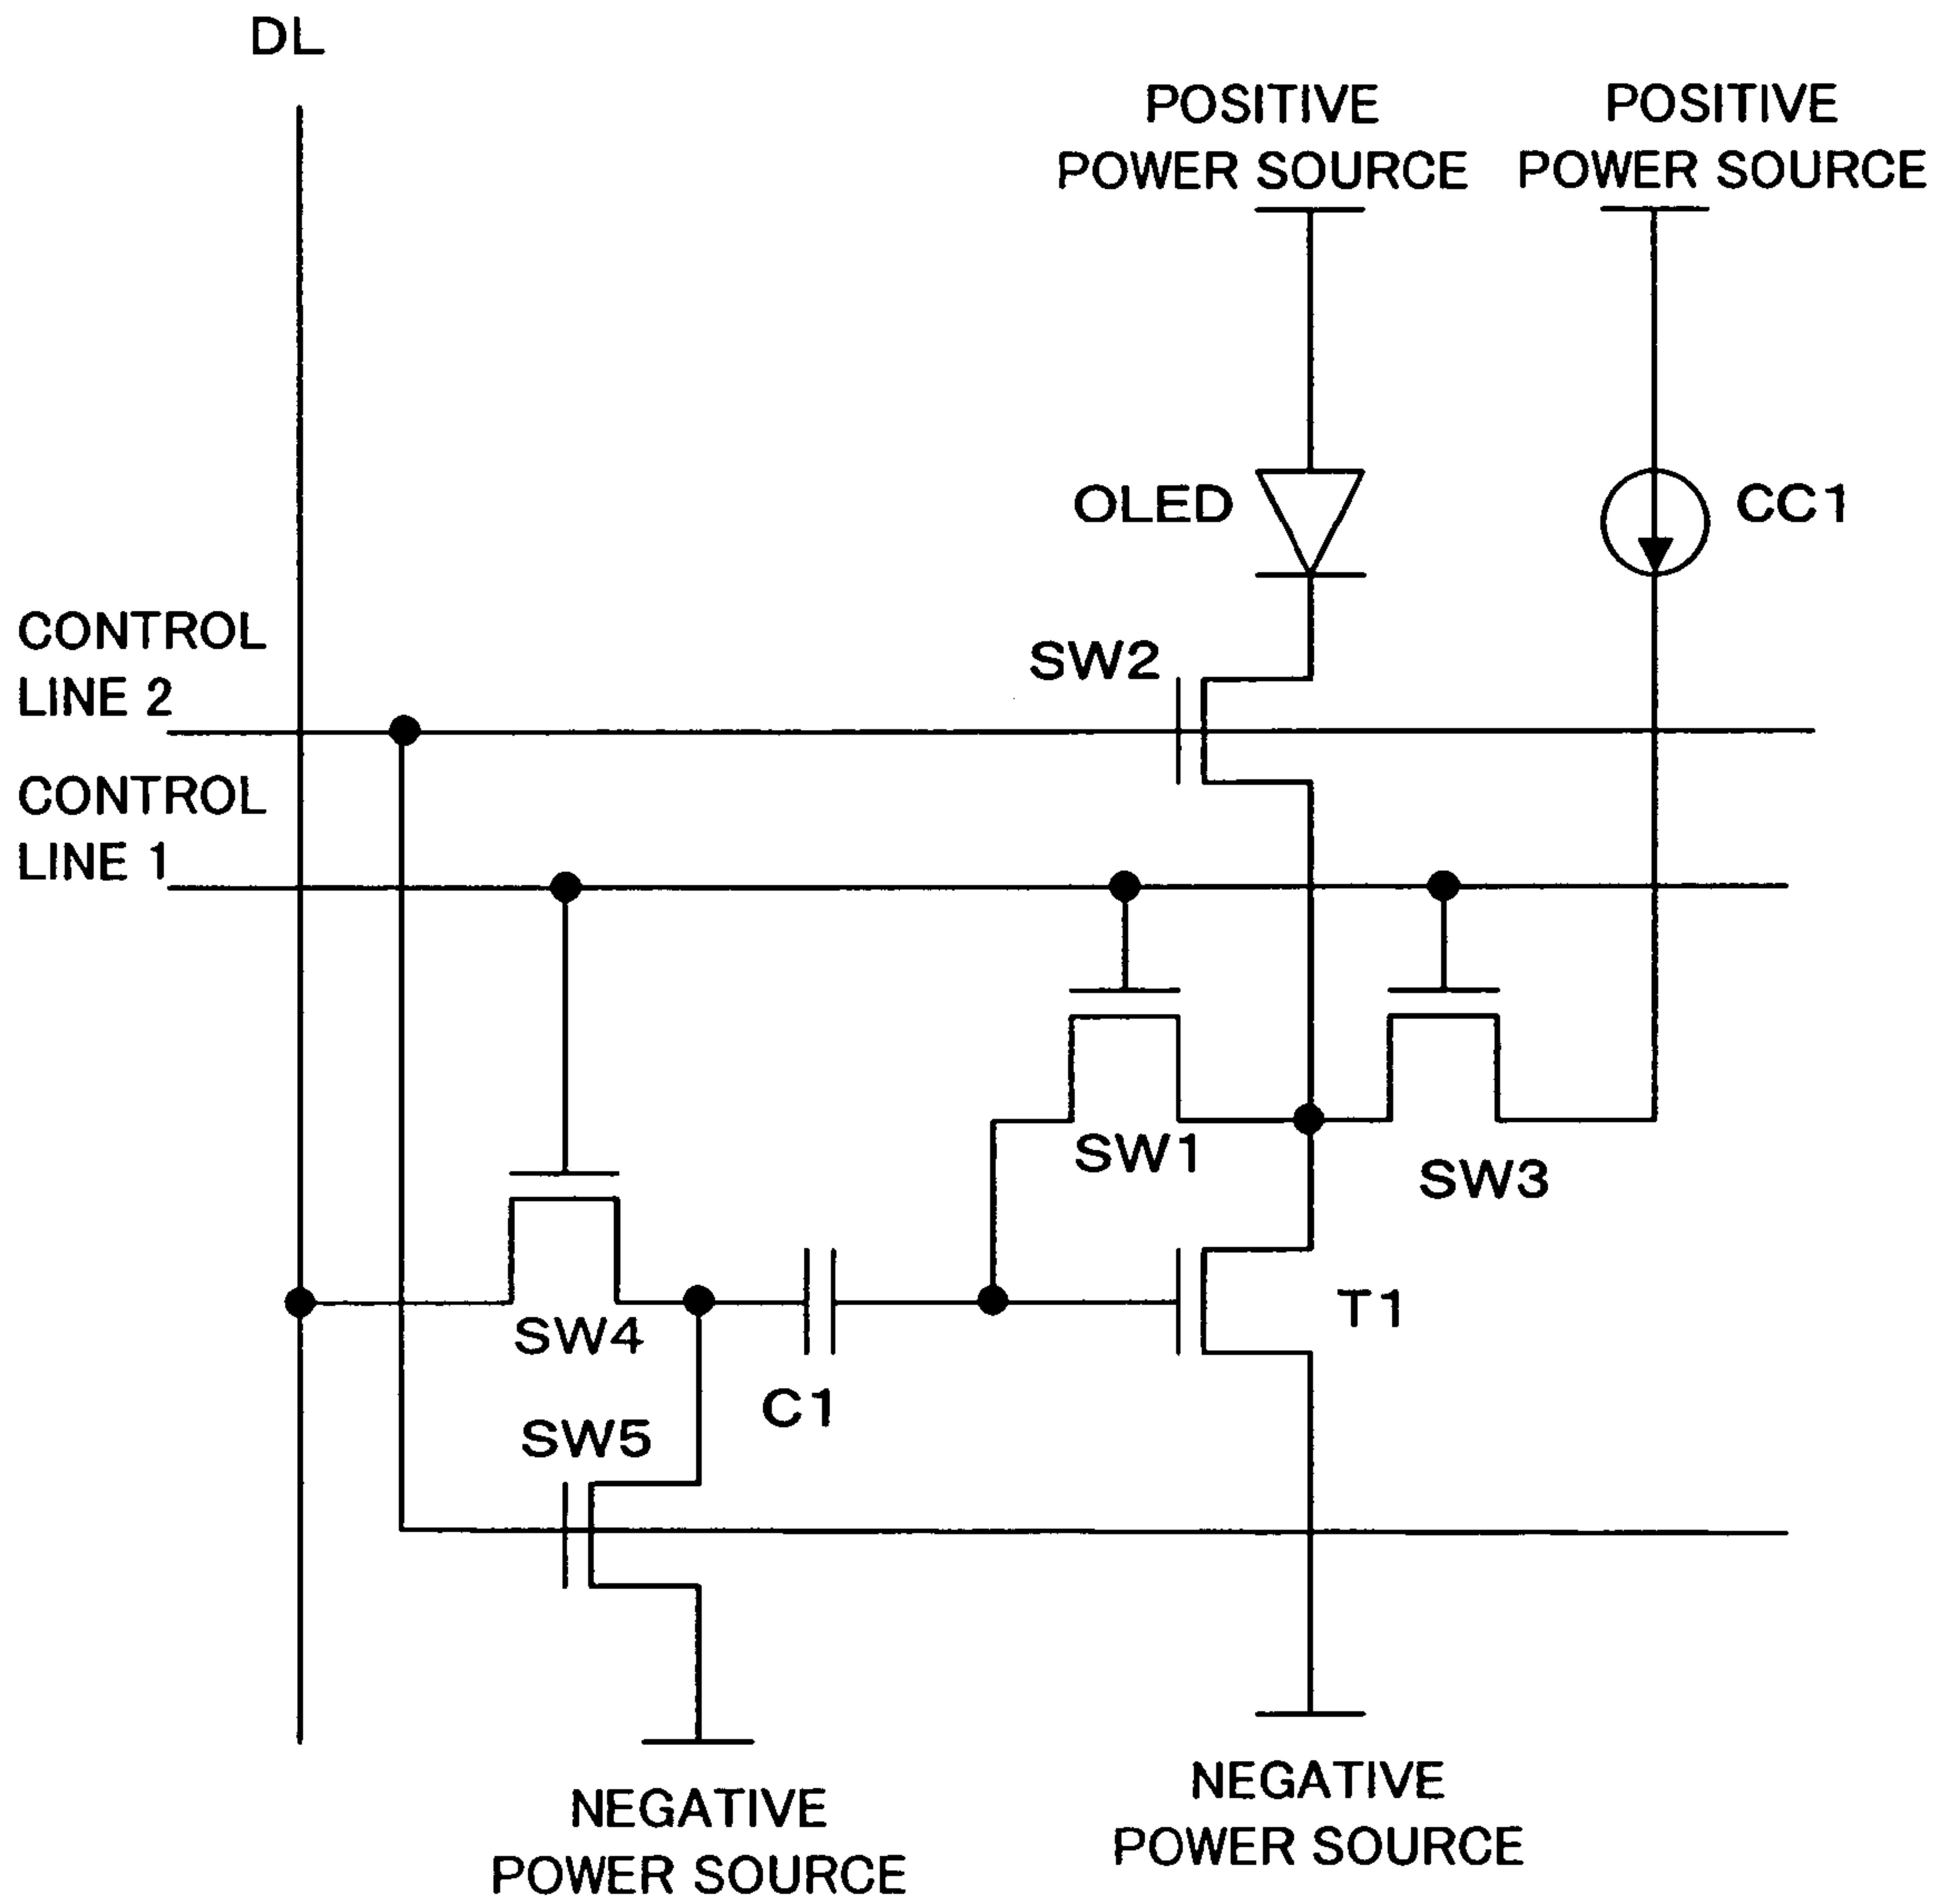 DL
POSITIVE
POWER SOURCE
POSITIVE
POWER SOURCE
OLED
CC1
CONTROL
LINE 2
SW2
CONTROL
LINE 1
SW1
SW3
SW4
T1
C1
SW5
NEGATIVE
POWER SOURCE
NEGATIVE
POWER SOURCE